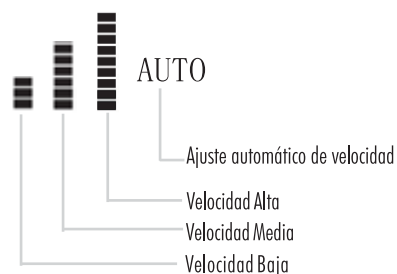 AUTO
Ajuste automático de velocidad
Velocidad Alta
Velocidad Media
Velocidad Baja